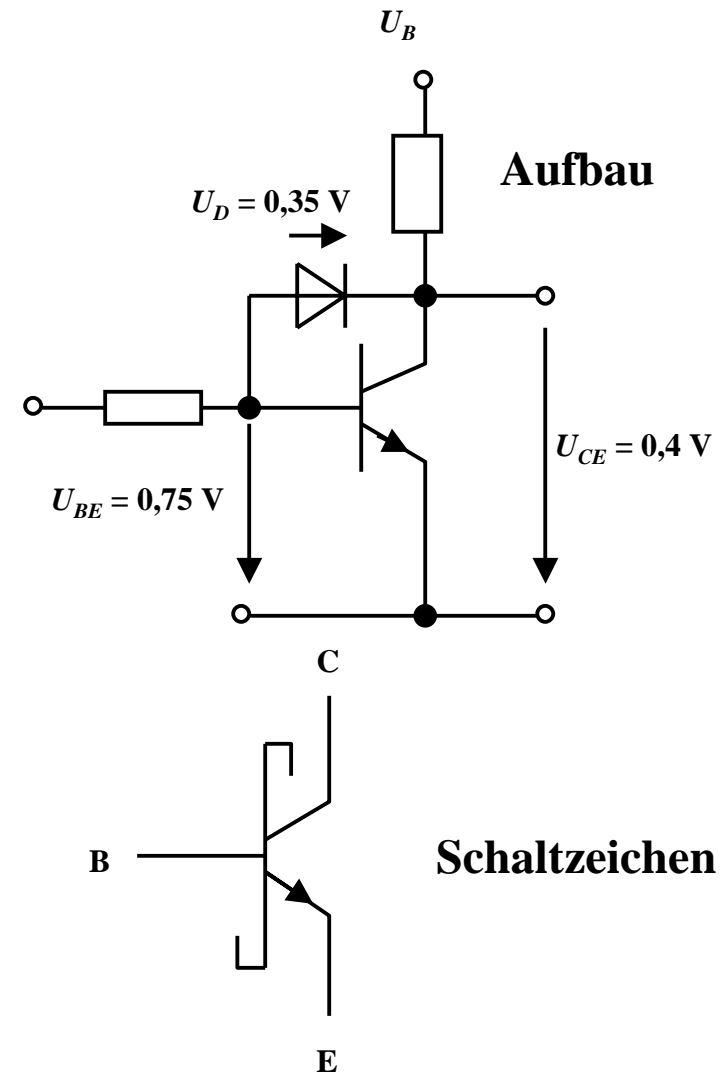 U_B
Aufbau
U_D = 0,35 V
U_CE = 0,4 V
U_BE = 0,75 V
C
B
Schaltzeichen
E